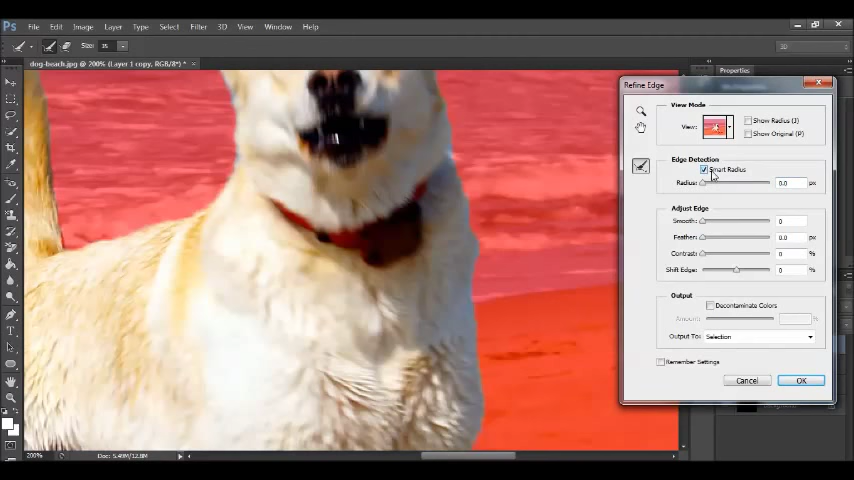 Ps File Edit Image Layer Type Select Filter 3D View Window Help
Size: 35
3D
dog-beach.jpg @ 200% (Layer 1 copy, RGB/8*) *
Properties
Refine Edge
View Mode
View:
Show Radius (J)
Show Original (P)
Edge Detection
Smart Radius
Radius: 0.0 px
Adjust Edge
Smooth: 0
Feather: 0.0 px
Contrast: 0 %
Shift Edge: 0 %
Output
Decontaminate Colors
Amount: %
Output To: Selection
Remember Settings
Cancel OK
200% Doc: 5.49M/12.8M